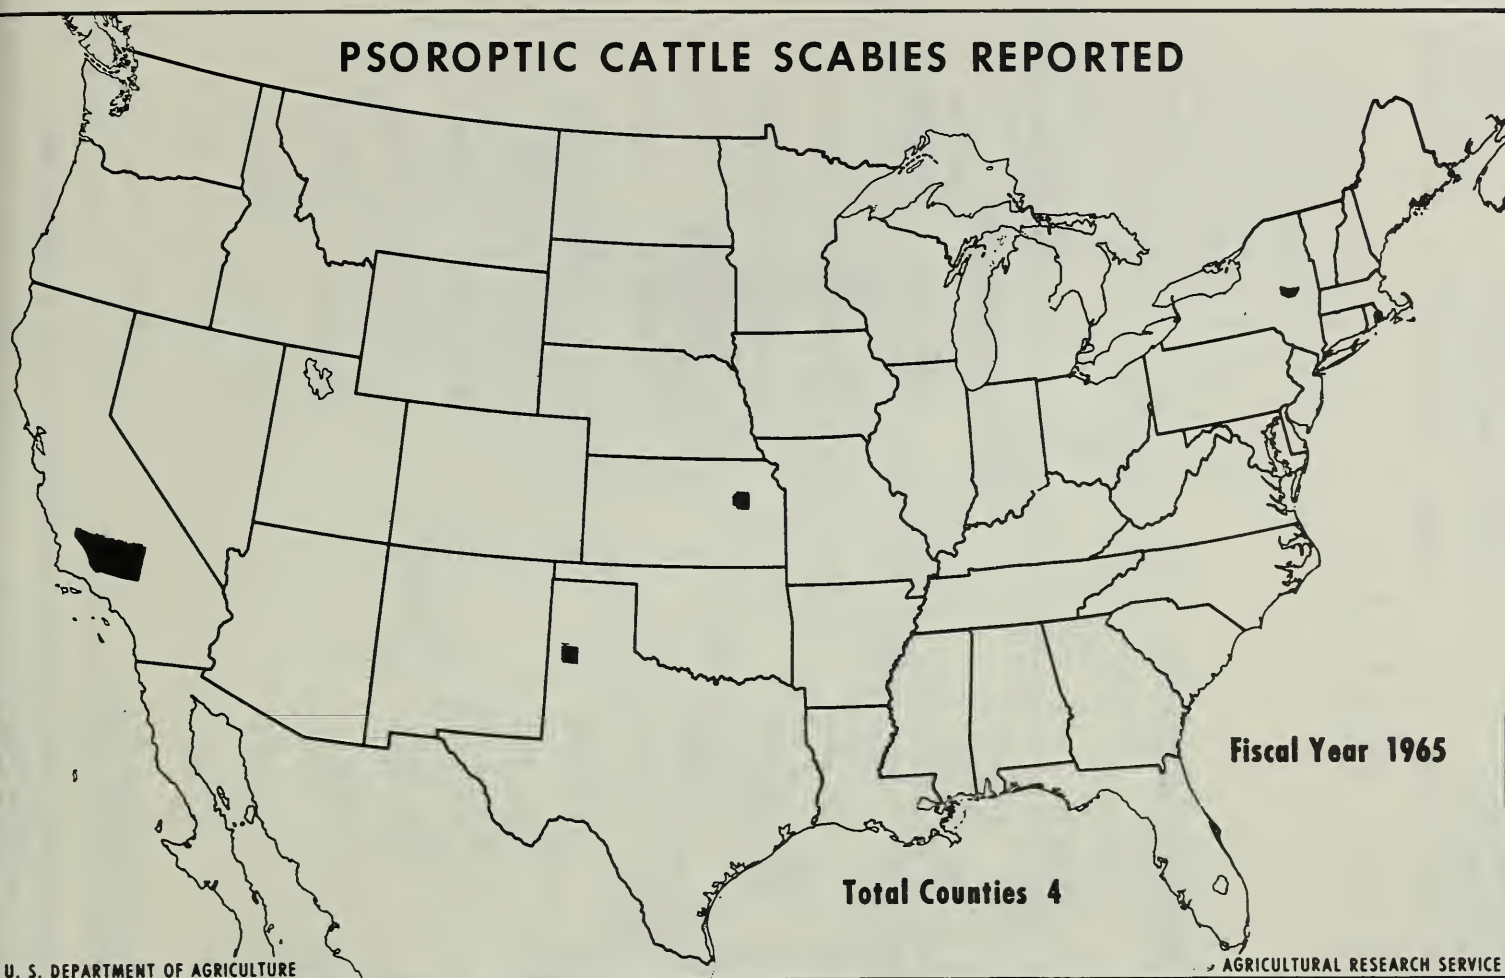 PSOROPTIC CATTLE SCABIES REPORTED
Fiscal Year 1965
Total Counties 4
U. S. DEPARTMENT OF AGRICULTURE
AGRICULTURAL RESEARCH SERVICE